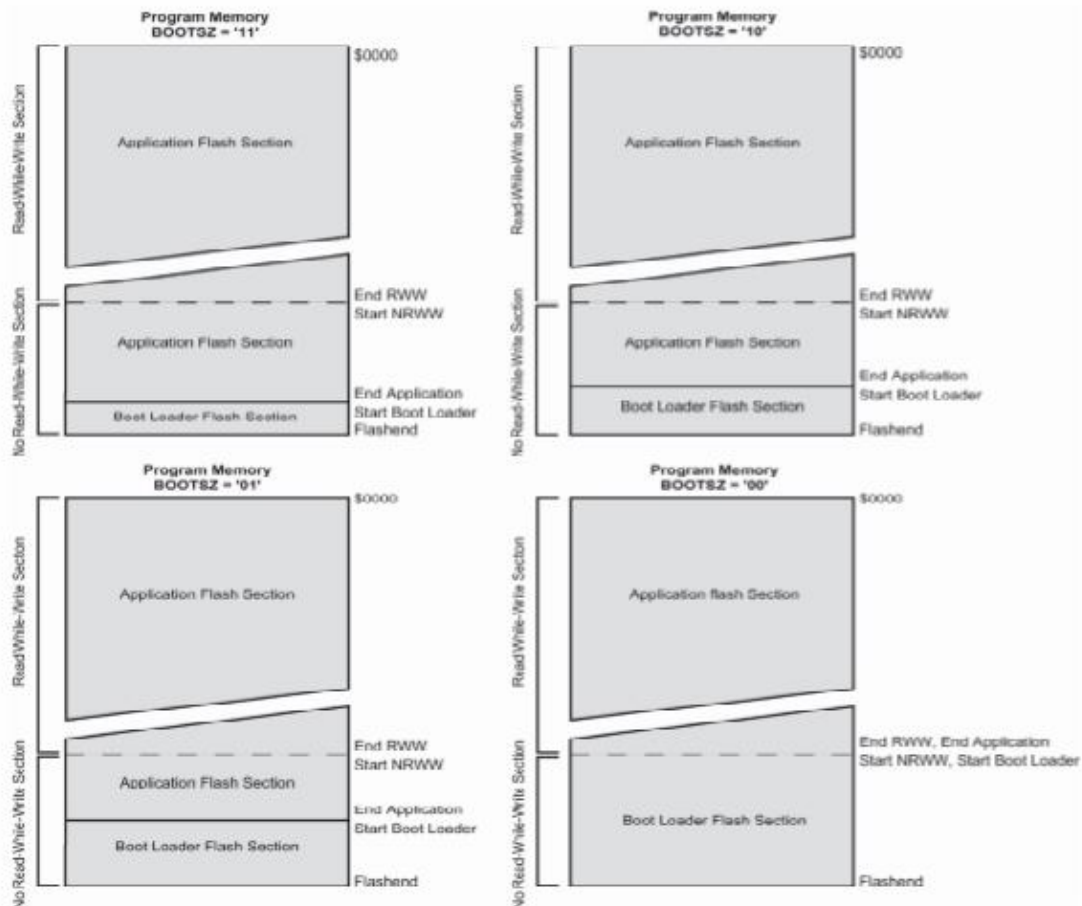 Program Memory
BOOTSZ = '11'
$0000
Read-While-Write Section
Application Flash Section
End RWW
Start NRWW
No Read-While-Write Section
Application Flash Section
End Application
Start Boot Loader
Boot Loader Flash Section
Flashend
Program Memory
BOOTSZ = '10'
$0000
Read-While-Write Section
Application Flash Section
End RWW
Start NRWW
No Read-While-Write Section
Application Flash Section
End Application
Start Boot Loader
Boot Loader Flash Section
Flashend
Program Memory
BOOTSZ = '01'
$0000
Read-While-Write Section
Application Flash Section
End RWW
Start NRWW
No Read-While-Write Section
Application Flash Section
End Application
Start Boot Loader
Boot Loader Flash Section
Flashend
Program Memory
BOOTSZ = '00'
$0000
Read-While-Write Section
Application flash Section
End RWW, End Application
Start NRWW, Start Boot Loader
No Read-While-Write Section
Boot Loader Flash Section
Flashend